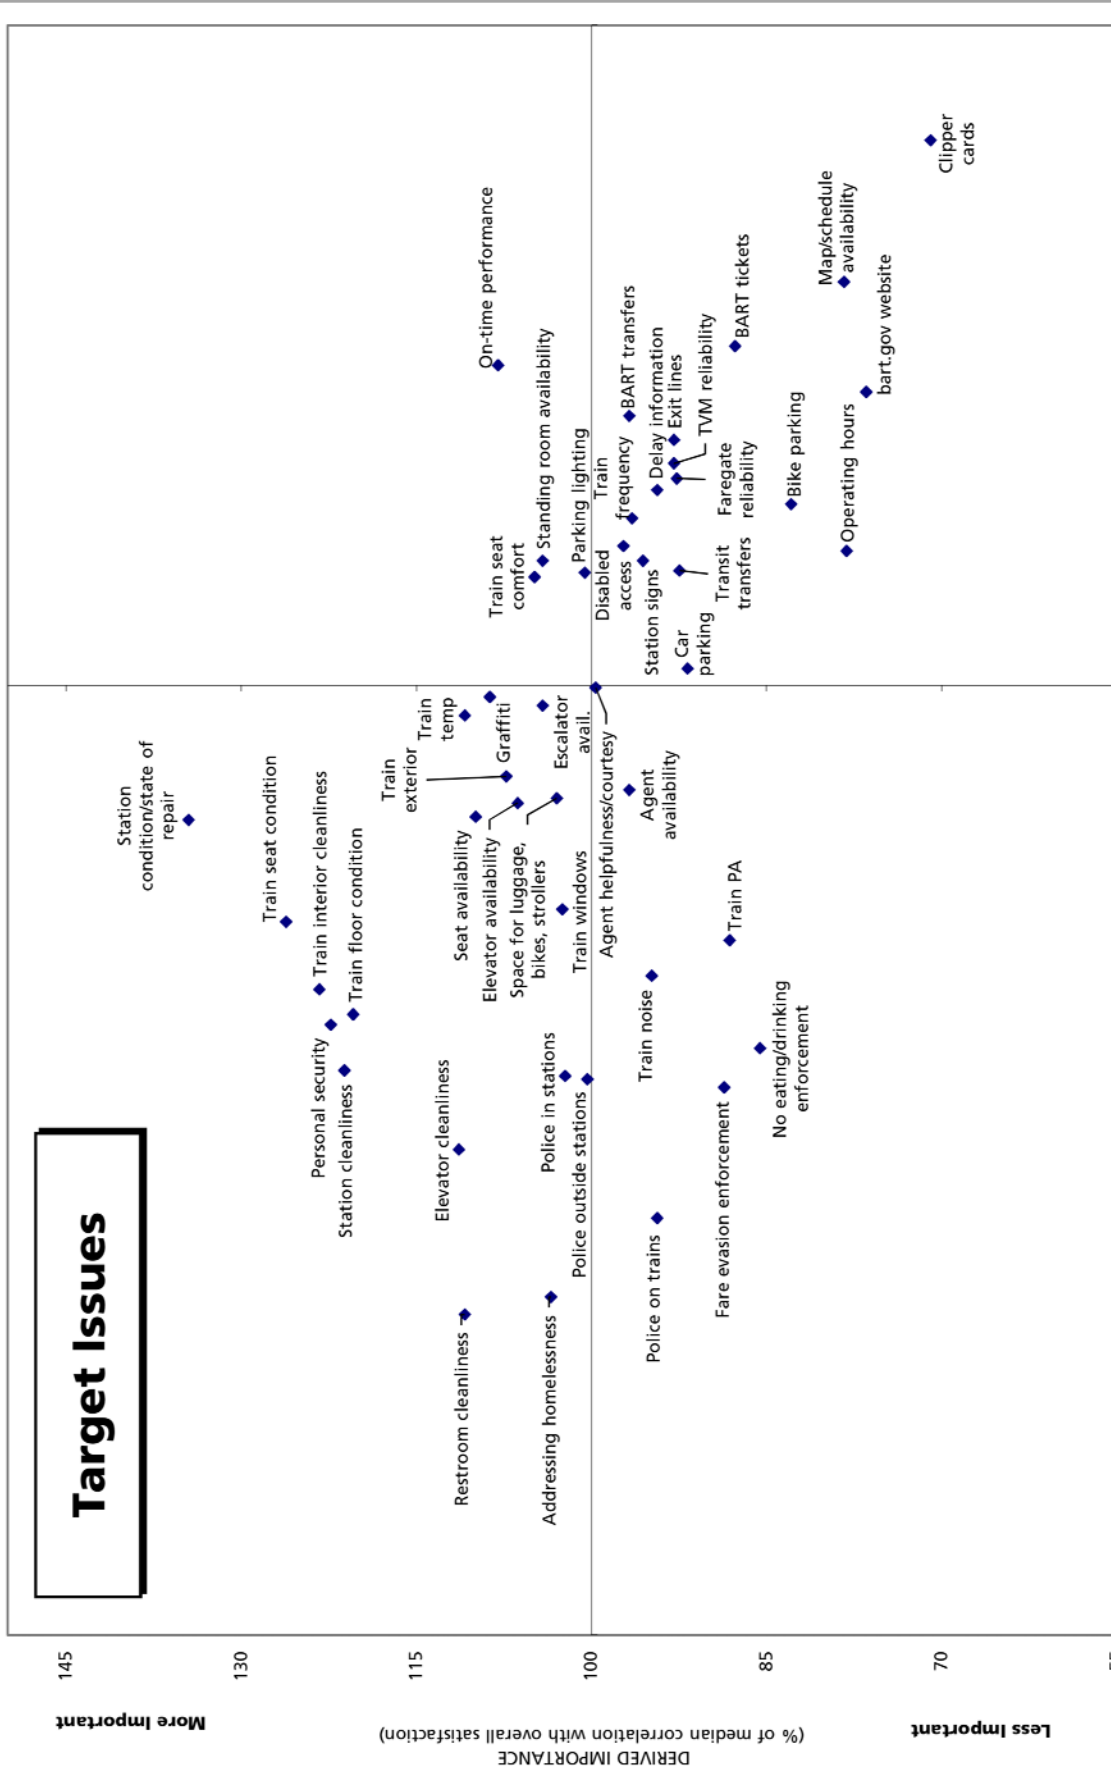 Target Issues
More Important
DERIVED IMPORTANCE
(% of median correlation with overall satisfaction)
Less Important
145
130
115
100
85
70
Station
condition/state of
repair
Train seat condition
Train interior cleanliness
Train floor condition
Personal security
Station cleanliness
Elevator cleanliness
Restroom cleanliness
Addressing homelessness
Police in stations
Police outside stations
Police on trains
Fare evasion enforcement
No eating/drinking
enforcement
Train noise
Train PA
Train
exterior
Train
temp
Graffiti
Seat availability
Elevator availability
Space for luggage,
bikes, strollers
Train windows
Escalator
avail.
Agent helpfulness/courtesy
Agent
availability
On-time performance
Train seat
comfort
Standing room availability
Parking lighting
Disabled
access
Train
frequency
BART transfers
Station signs
Delay information
Exit lines
TVM reliability
Faregate
reliability
Transit
transfers
Car
parking
BART tickets
Bike parking
Operating hours
Map/schedule
availability
bart.gov website
Clipper
cards